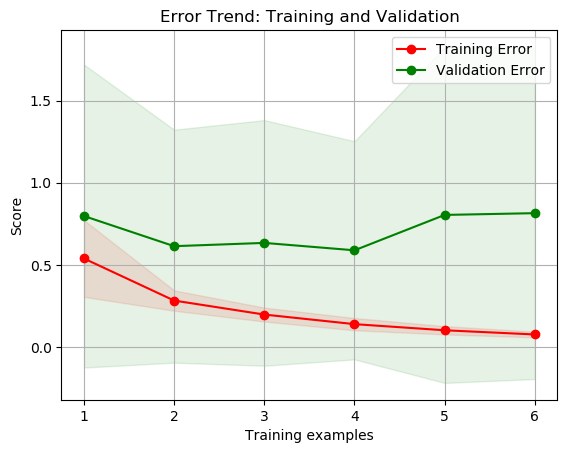 Error Trend: Training and Validation
Training Error
Validation Error
1.5
1.0
0.5
0.0
Score
1 2 3 4 5 6
Training examples